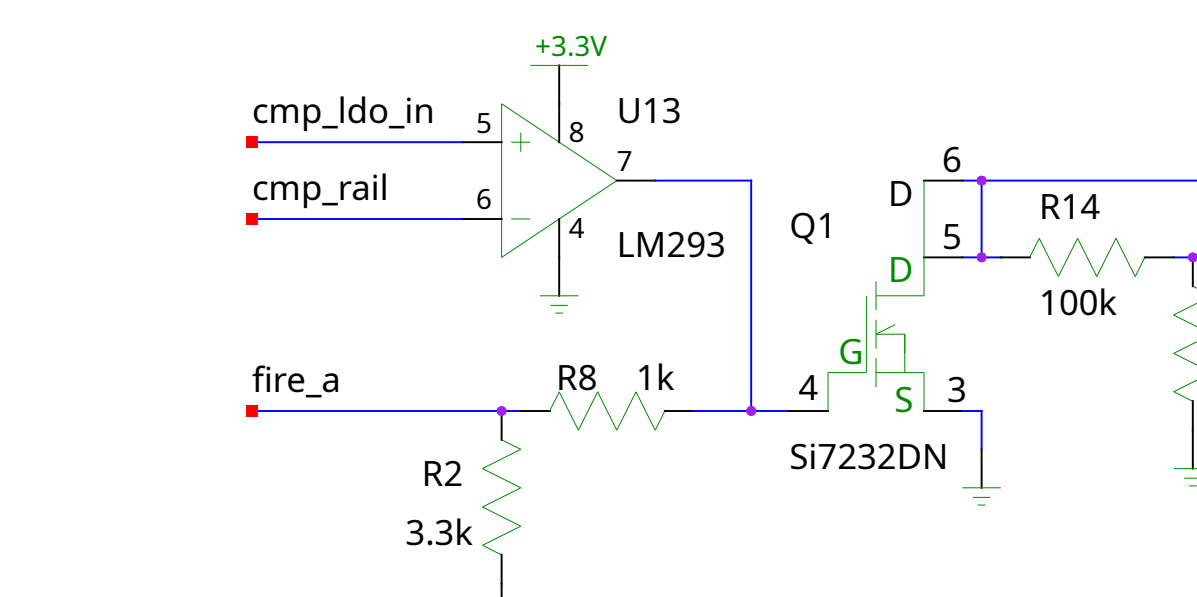 +3.3V
cmp_ldo_in
5
8
U13
7
cmp_rail
6
4
LM293
6
D
R14
Q1
5
D
100k
G
fire_a
R8
1k
4
S
3
R2
Si7232DN
3.3k